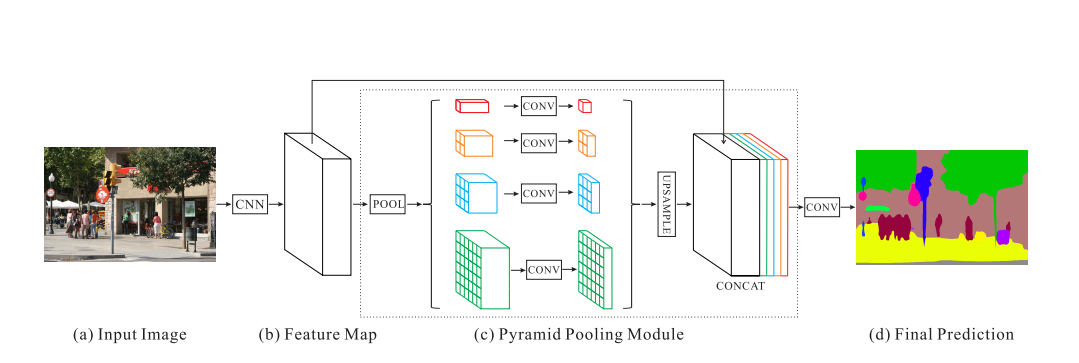 CONV
CONV
CNN
POOL
CONV
UPSAMPLE
CONV
CONV
CONCAT
(a) Input Image
(b) Feature Map
(c) Pyramid Pooling Module
(d) Final Prediction